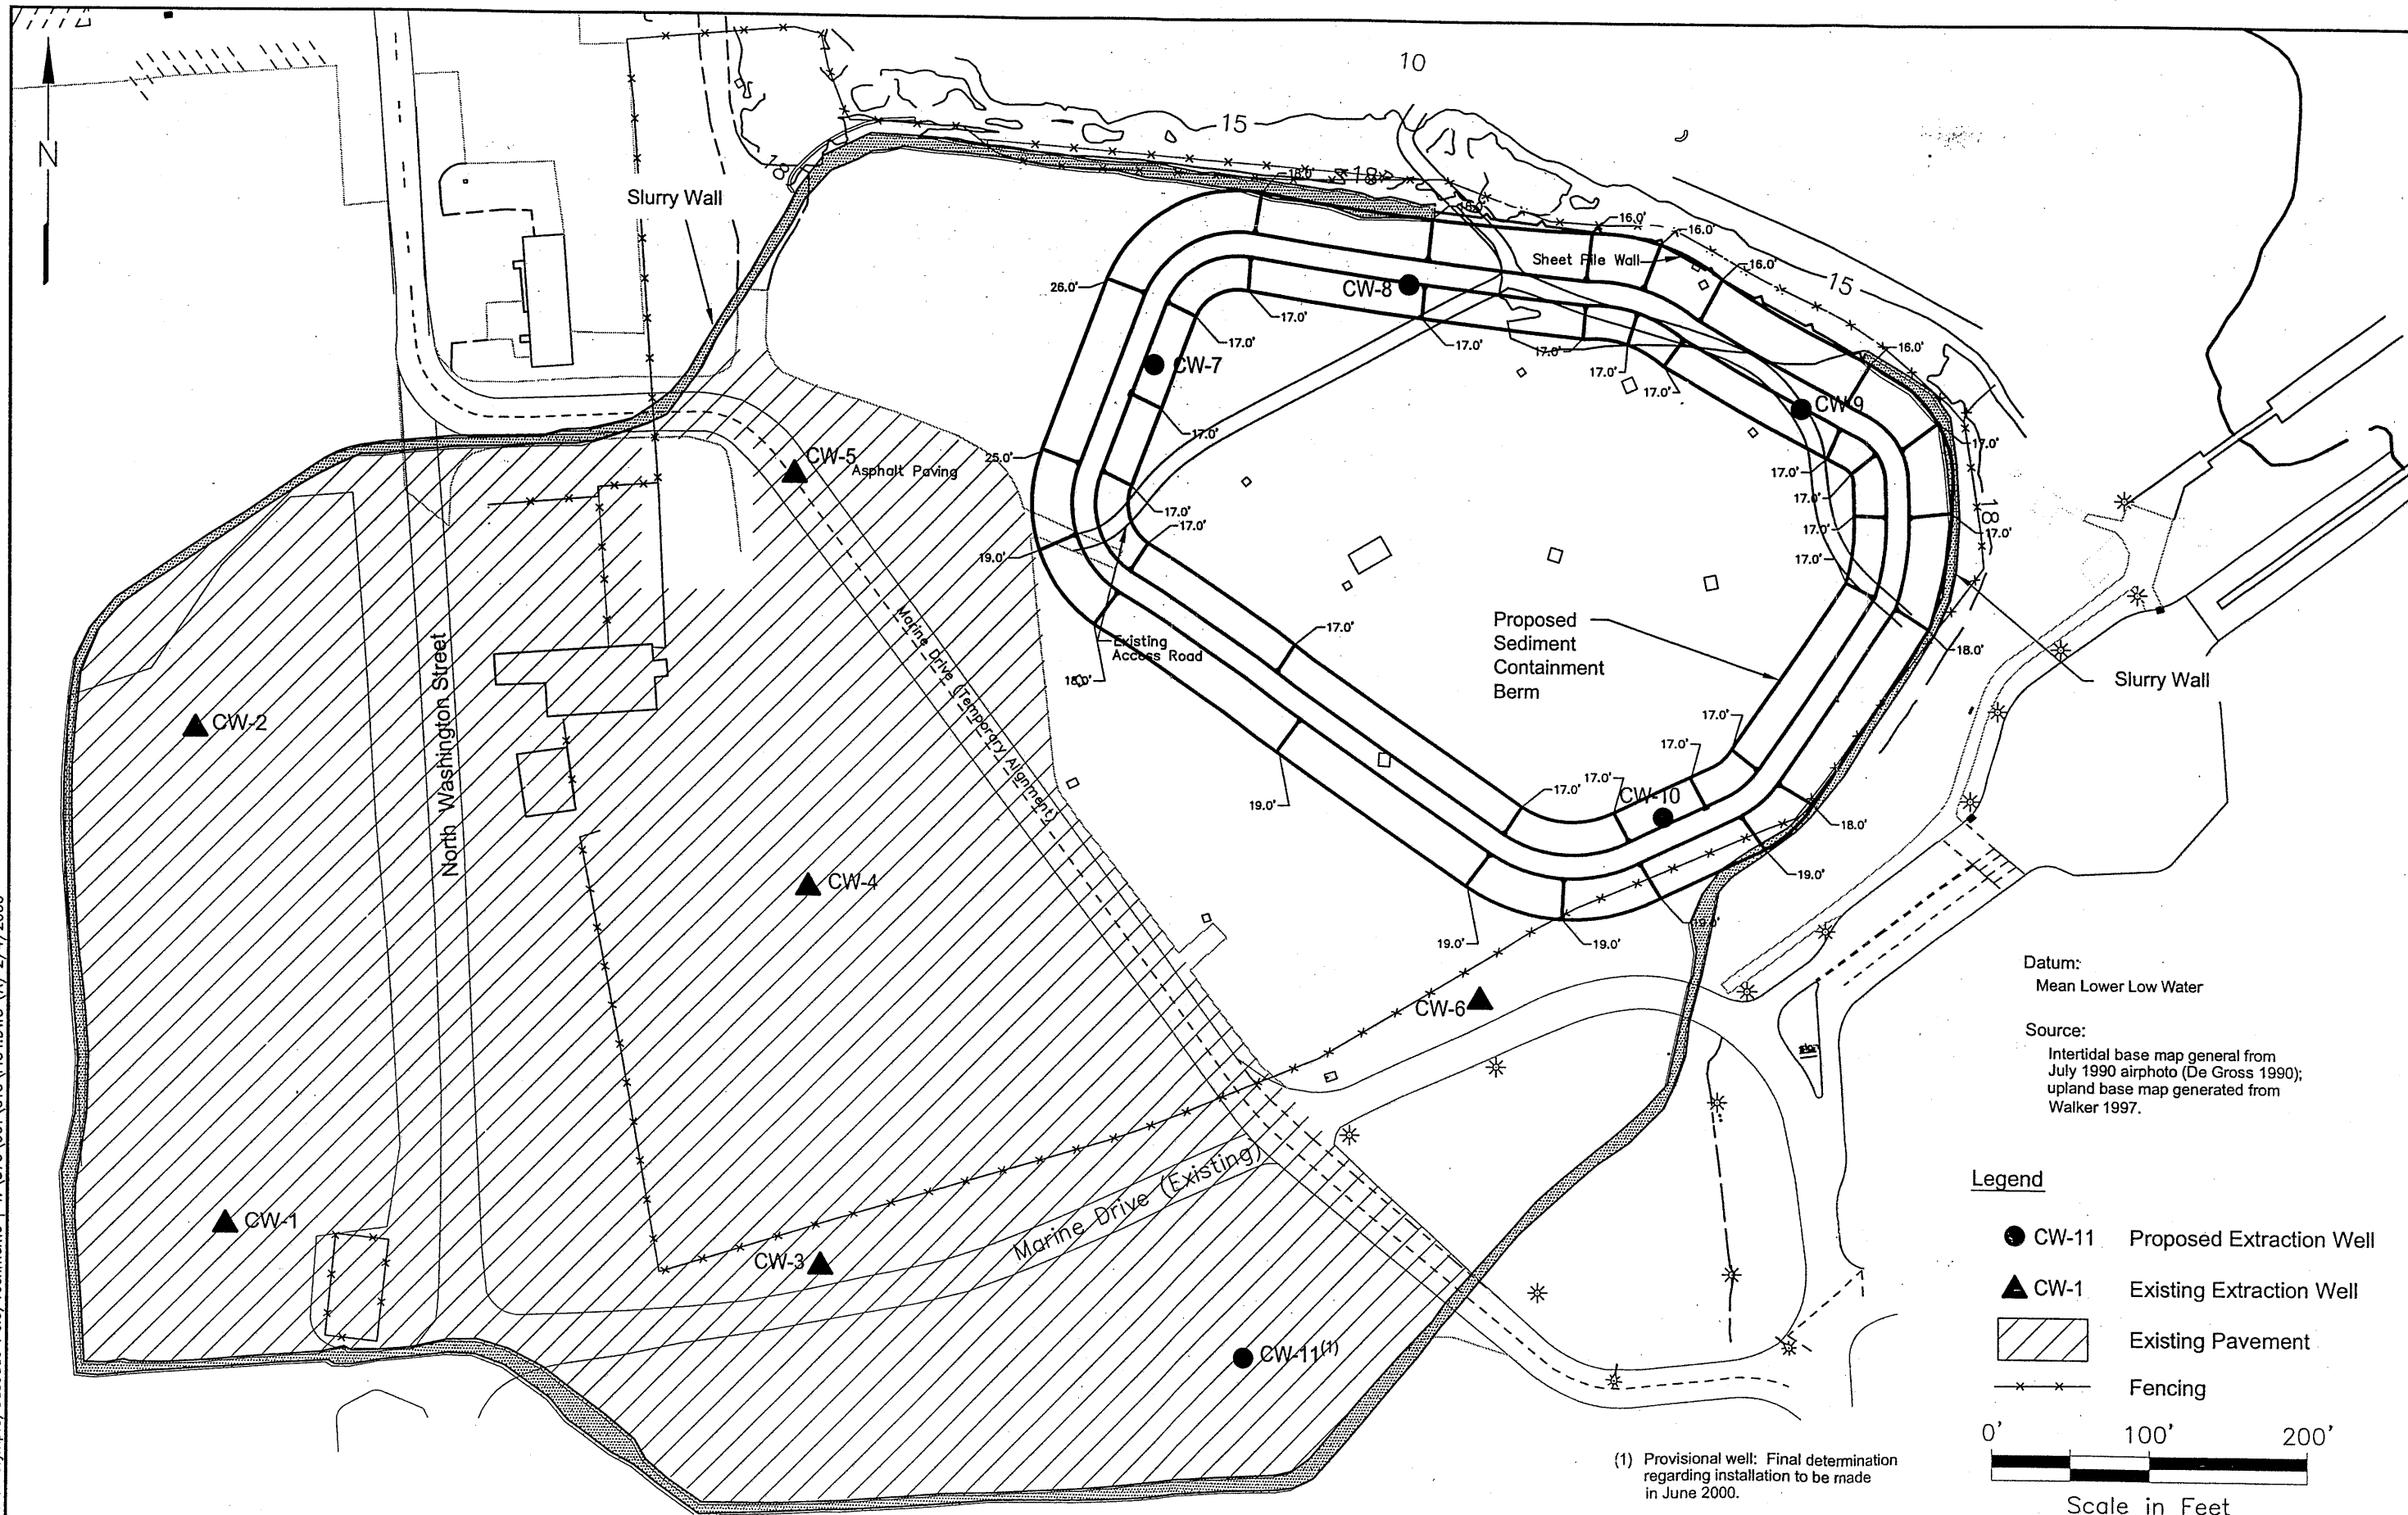 10
N
15
18
Slurry Wall
18
16.0'
16.0'
16.0'
Sheet Pile Wall
16.0'
15
26.0'
CW-8
17.0'
17.0'
17.0'
17.0'
16.0'
CW-7
17.0'
17.0'
CW-9
17.0'
25.0'
17.0'
17.0'
CW-5
Asphalt Paving
17.0'
18
17.0'
17.0'
17.0'
17.0'
19.0'
17.0'
Marine Drive (Temporary Alignment)
Existing
Access Road
17.0'
18.0'
Proposed
Sediment
Containment
Berm
18.0'
Slurry Wall
North Washington Street
CW-2
17.0'
17.0'
19.0'
17.0'
17.0'
CW-10
18.0'
CW-4
19.0'
19.0'
19.0'
19.0'
CW-6
Datum:
Mean Lower Low Water
Source:
Intertidal base map general from
July 1990 airphoto (De Gross 1990);
upland base map generated from
Walker 1997.
Marine Drive (Existing)
CW-1
CW-3
CW-11(1)
Legend
CW-11 Proposed Extraction Well
CW-1 Existing Extraction Well
Existing Pavement
Fencing
0' 100' 200'
Scale in Feet
(1) Provisional well: Final determination
regarding installation to be made
in June 2000.